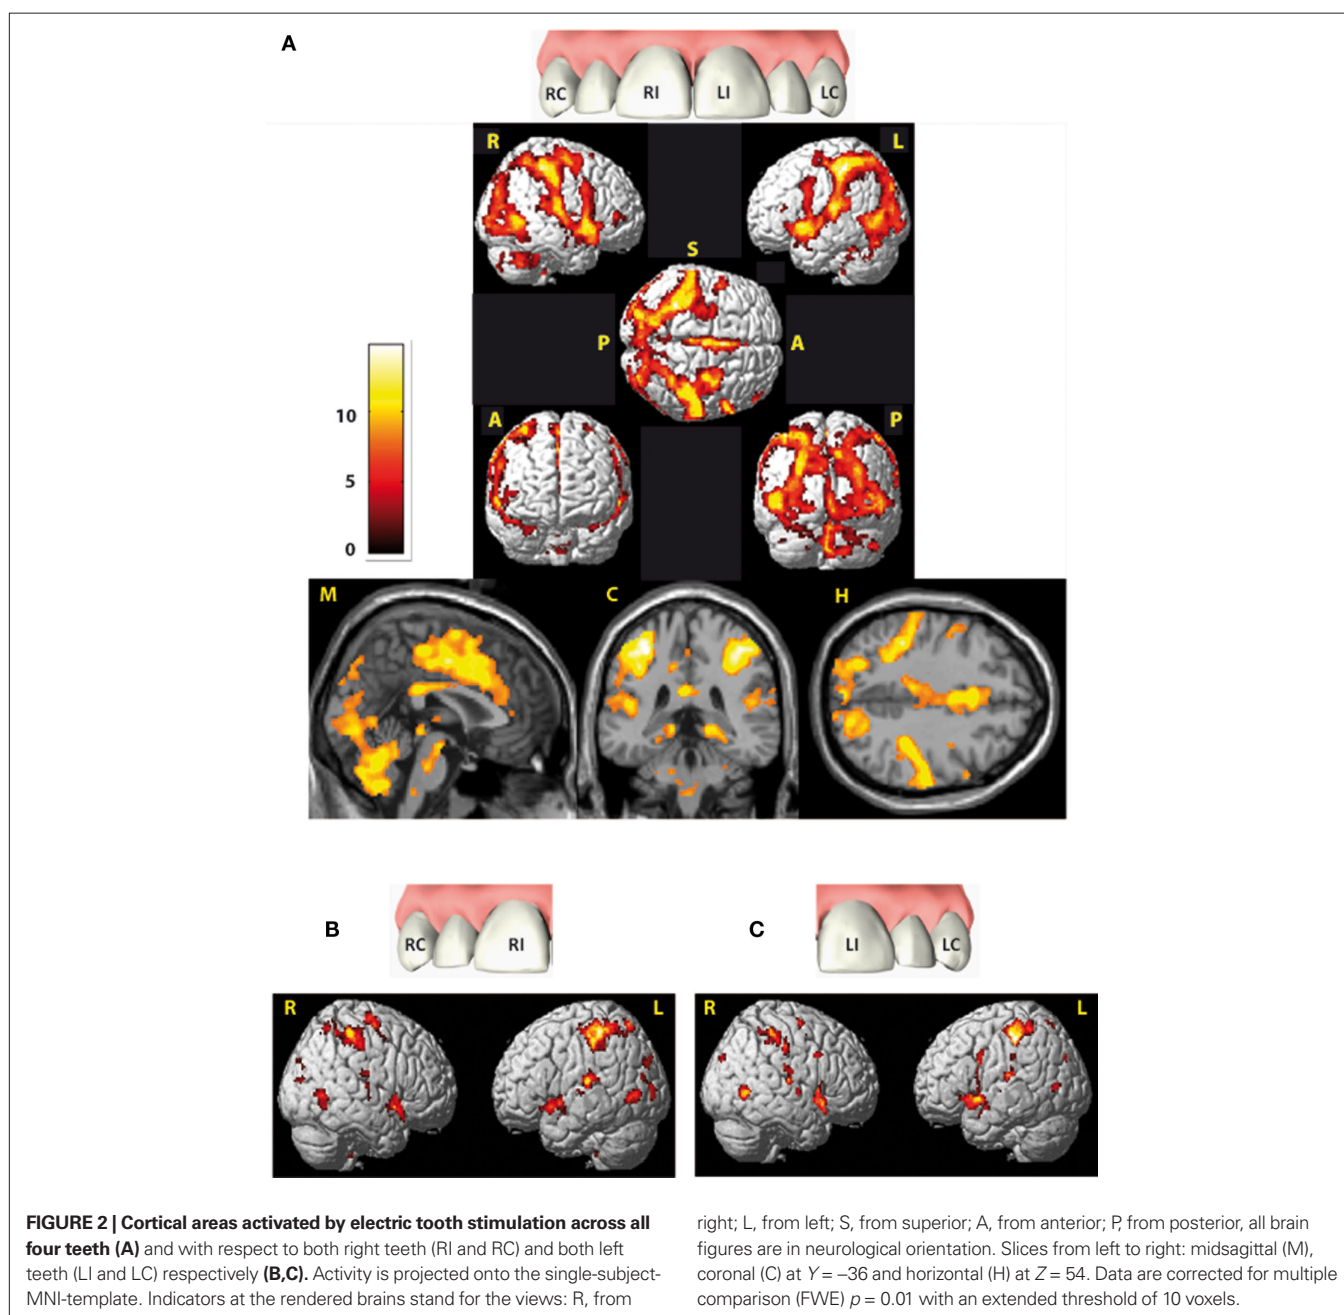 A
RC RI LI LC
R L
S
P A
10
5
0
A P
M C H
B C
RC RI LI LC
R L R L
FIGURE 2 | Cortical areas activated by electric tooth stimulation across all
four teeth (A) and with respect to both right teeth (RI and RC) and both left
teeth (LI and LC) respectively (B,C). Activity is projected onto the single-subject-
MNI-template. Indicators at the rendered brains stand for the views: R, from
right; L, from left; S, from superior; A, from anterior; P, from posterior, all brain
figures are in neurological orientation. Slices from left to right: midsagittal (M),
coronal (C) at Y = −36 and horizontal (H) at Z = 54. Data are corrected for multiple
comparison (FWE) p = 0.01 with an extended threshold of 10 voxels.